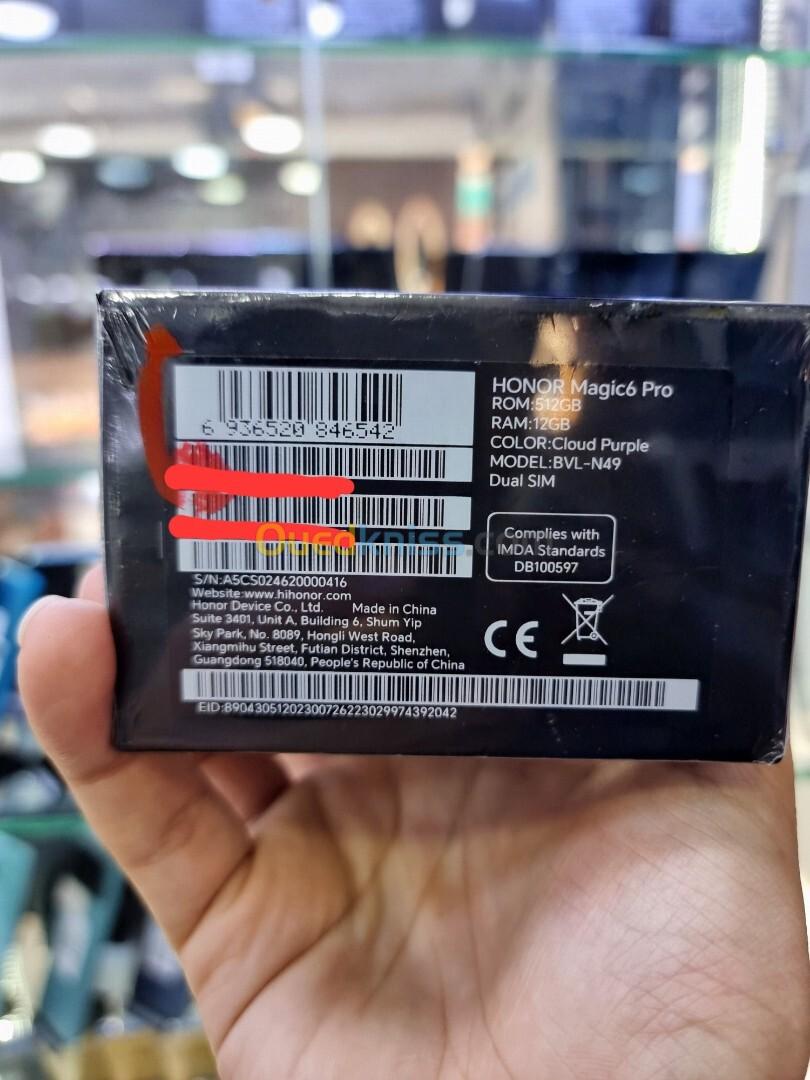 6 936520 846542
HONOR Magic6 Pro
ROM:512GB
RAM:12GB
COLOR:Cloud Purple
MODEL:BVL-N49
Dual SIM
Complies with
IMDA Standards
DB100597
Ouedkniss.com
S/N:A5CS024620000416
Website:www.hihonor.com
Honor Device Co., Ltd. Made in China
Suite 3401, Unit A, Building 6, Shum Yip
Sky Park, No. 8089, Hongli West Road,
Xiangmihu Street, Futian District, Shenzhen,
Guangdong 518040, People's Republic of China
CE
EID:89043051202300726223029974392042